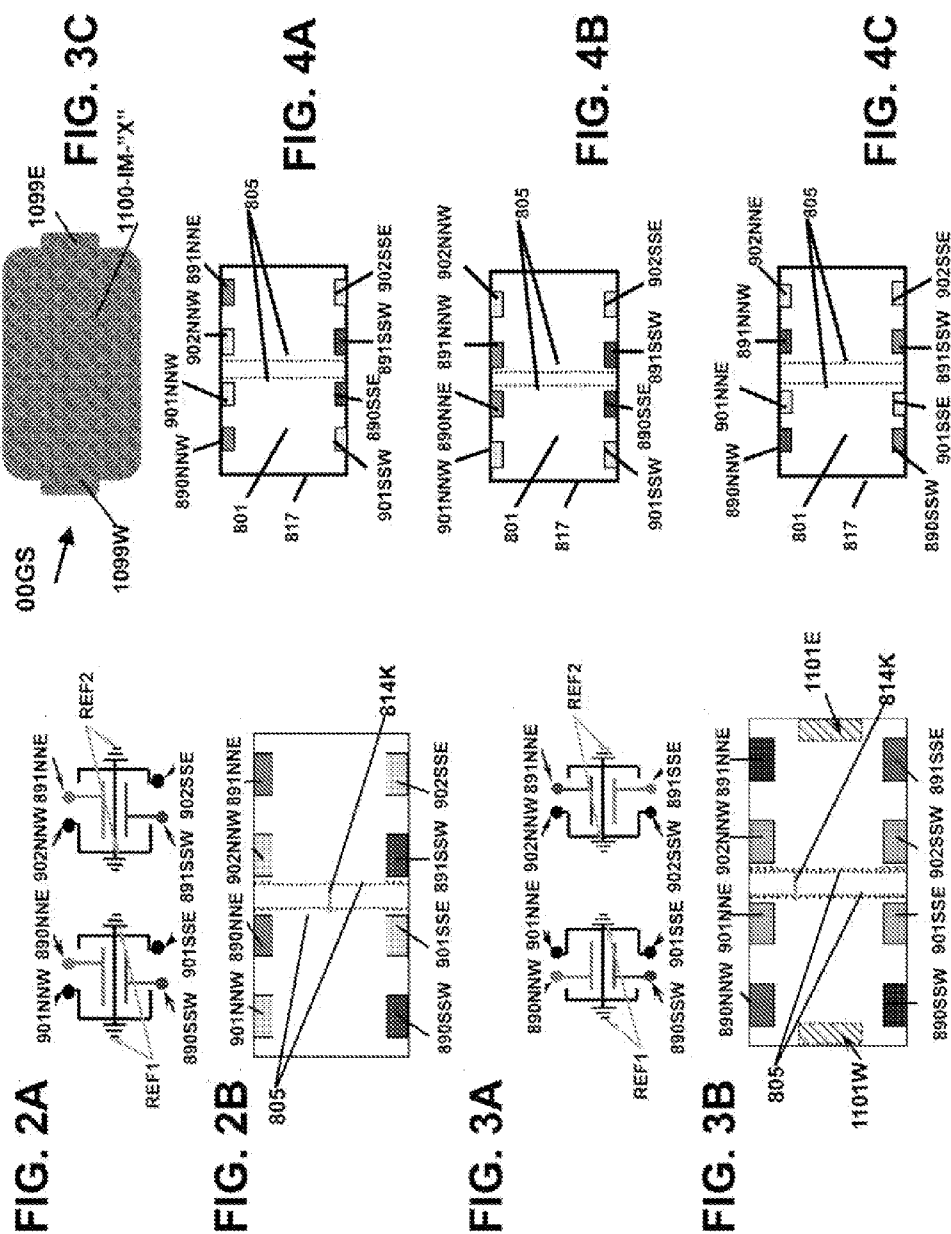 FIG. 2A
901NNW 890NNE 902NNW 891NNE
REF2
REF1
890SSW 901SSE 891SSW 902SSE
FIG. 2B
901NNW 890NNE 902NNW 891NNE
805
814K
890SSW 901SSE 891SSW 902SSE
FIG. 3A
890NNW 901NNE 902NNW 891NNE
REF2
REF1
890SSW 901SSE 902SSW 891SSE
FIG. 3B
890NNW 901NNE 902NNW 891NNE
1101E
805
814K
1101W
890SSW 901SSE 902SSW 891SSE
00GS
1099W
1099E
FIG. 3C
1100-IM-"X"
890NNW 901NNW 902NNW 891NNE
805
801
817
901SSW 890SSE 891SSW 902SSE
FIG. 4A
901NNW 890NNE 891NNW 902NNW
805
801
817
901SSW 890SSE 891SSW 902SSE
FIG. 4B
890NNW 901NNE 891NNW 902NNE
805
801
817
890SSW 901SSE 891SSW 902SSE
FIG. 4C